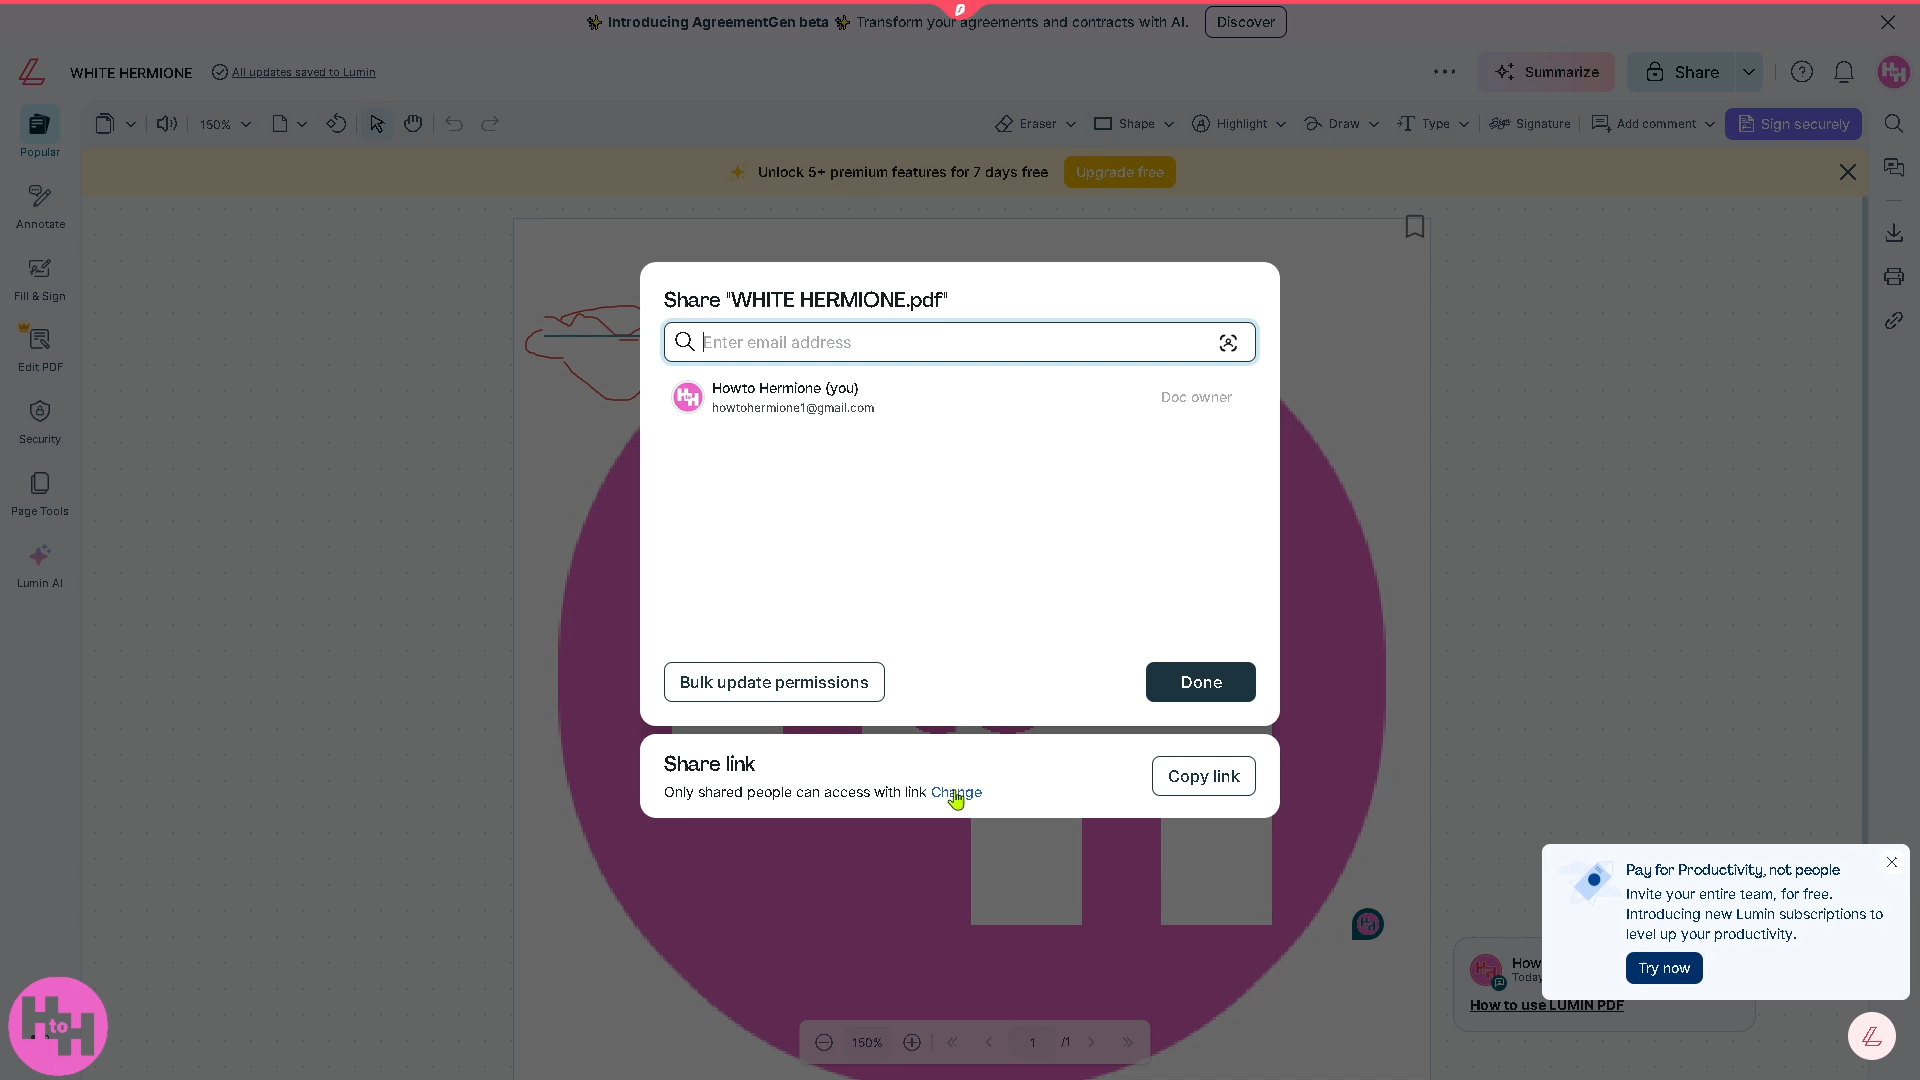 Introducing AgreementGen beta Transform your agreements and contracts with AI. Discover
WHITE HERMIONE All updates saved to Lumin
Summarize Share
150% Eraser Shape Highlight Draw Type Signature Add comment Sign securely
Popular
Unlock 5+ premium features for 7 days free Upgrade free
Annotate
Fill & Sign
Edit PDF
Security
Page Tools
Lumin AI
Share "WHITE HERMIONE.pdf"
Enter email address
Howto Hermione (you)
howtohermione1@gmail.com
Doc owner
Bulk update permissions Done
Share link
Only shared people can access with link Change
Copy link
Pay for Productivity, not people
Invite your entire team, for free.
Introducing new Lumin subscriptions to
level up your productivity.
Try now
How
Today
How to use LUMIN PDF
150% 1 /1
H to H